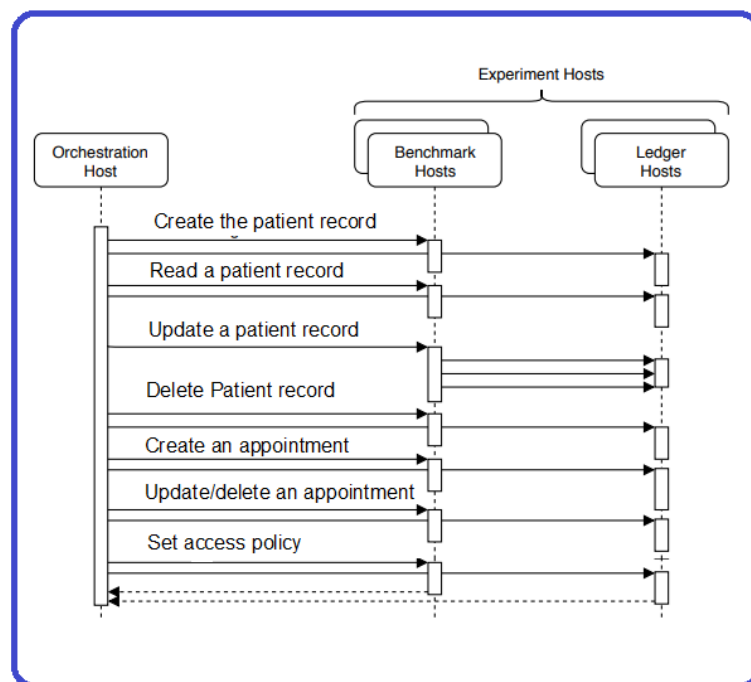 Experiment Hosts
Orchestration
Host
Benchmark
Hosts
Ledger
Hosts
Create the patient record
Read a patient record
Update a patient record
Delete Patient record
Create an appointment
Update/delete an appointment
Set access policy